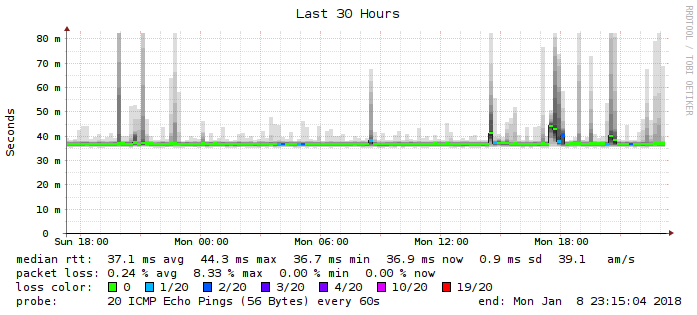 Last 30 Hours
RRDTOOL / TOBI OETIKER
Seconds
80 m
70 m
60 m
50 m
40 m
30 m
20 m
10 m
0
Sun 18:00 Mon 00:00 Mon 06:00 Mon 12:00 Mon 18:00
median rtt: 37.1 ms avg 44.3 ms max 36.7 ms min 36.9 ms now 0.9 ms sd 39.1 am/s
packet loss: 0.24 % avg 8.33 % max 0.00 % min 0.00 % now
loss color: 0 1/20 2/20 3/20 4/20 10/20 19/20
probe: 20 ICMP Echo Pings (56 Bytes) every 60s end: Mon Jan 8 23:15:04 2018